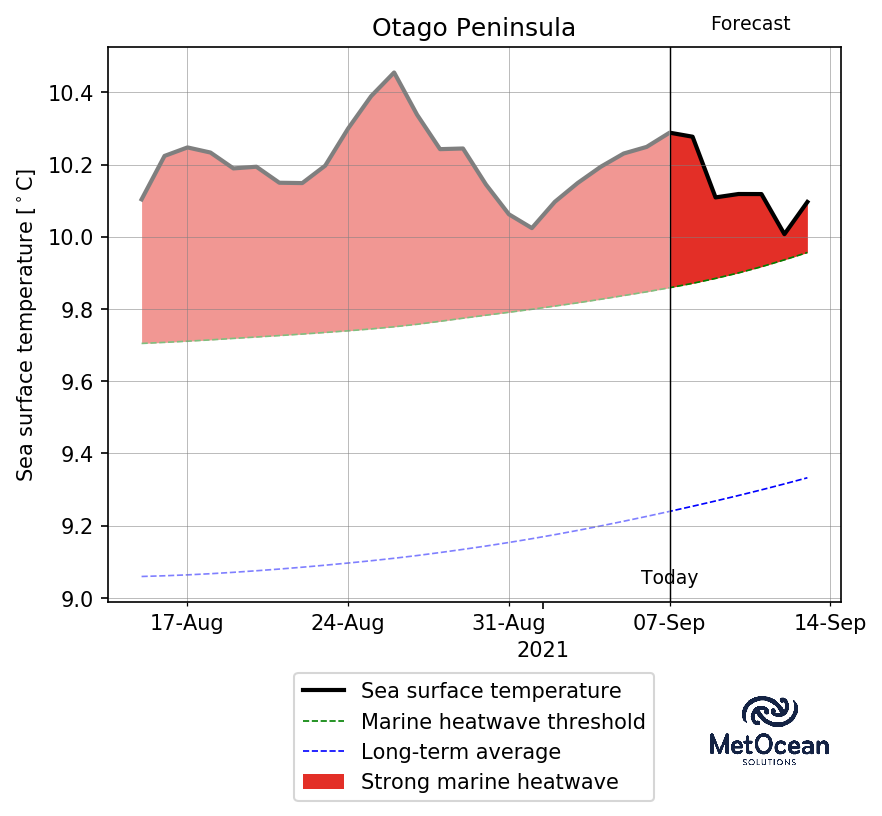 Otago Peninsula
Forecast
Sea surface temperature [°C]
10.4
10.2
10.0
9.8
9.6
9.4
9.2
9.0
Today
17-Aug 24-Aug 31-Aug 07-Sep 14-Sep
2021
Sea surface temperature
Marine heatwave threshold
Long-term average
Strong marine heatwave
MetOcean
SOLUTIONS